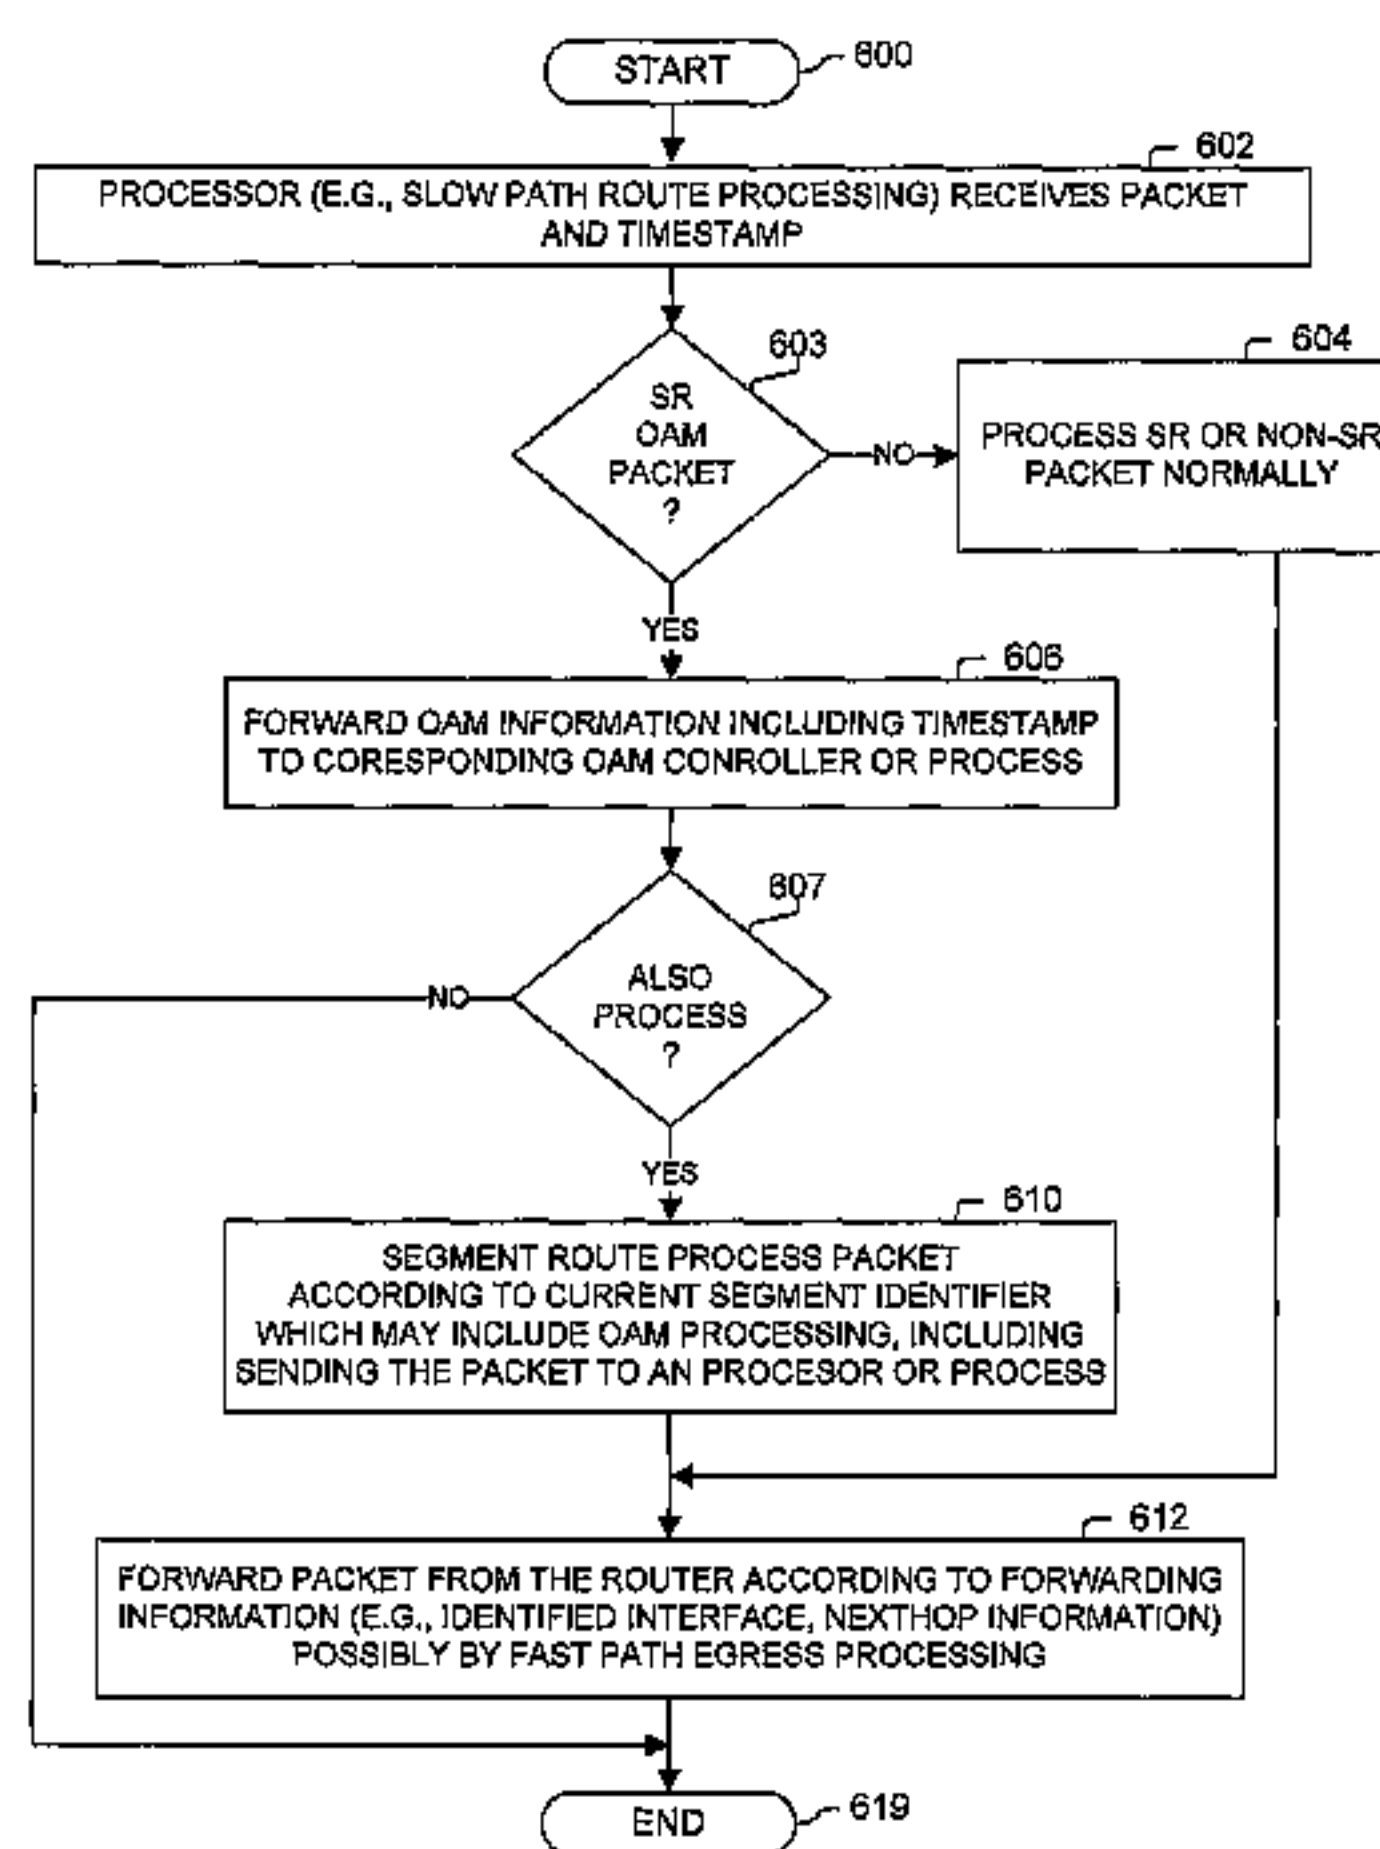 START
600
602
PROCESSOR (E.G., SLOW PATH ROUTE PROCESSING) RECEIVES PACKET
AND TIMESTAMP
603
SR
OAM
PACKET
?
NO
604
PROCESS SR OR NON-SR
PACKET NORMALLY
YES
606
FORWARD OAM INFORMATION INCLUDING TIMESTAMP
TO CORESPONDING OAM CONROLLER OR PROCESS
607
ALSO
PROCESS
?
NO
YES
610
SEGMENT ROUTE PROCESS PACKET
ACCORDING TO CURRENT SEGMENT IDENTIFIER
WHICH MAY INCLUDE OAM PROCESSING, INCLUDING
SENDING THE PACKET TO AN PROCESOR OR PROCESS
612
FORWARD PACKET FROM THE ROUTER ACCORDING TO FORWARDING
INFORMATION (E.G., IDENTIFIED INTERFACE, NEXTHOP INFORMATION)
POSSIBLY BY FAST PATH EGRESS PROCESSING
END
619